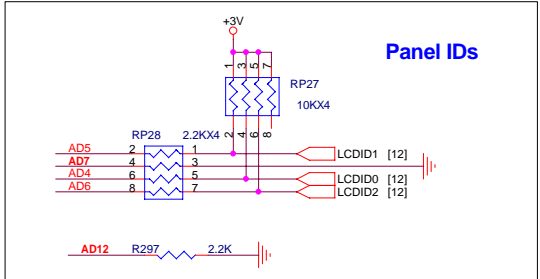 +3V
Panel IDs
1 3 5 7
RP27
10KX4
2 4 6 8
RP28 2.2KX4
AD5 2 1 LCDID1 [12]
AD7 4 3
AD4 6 5 LCDID0 [12]
AD6 8 7 LCDID2 [12]
AD12 R297 2.2K